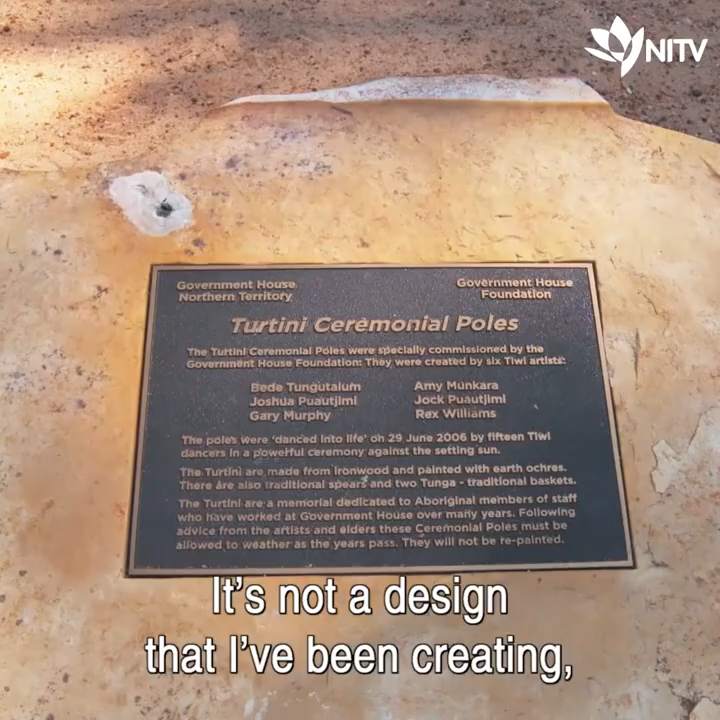 NITV
Government House
Northern Territory
Government House
Foundation
Turtini Ceremonial Poles
The Turtini Ceremonial Poles were specially commissioned by the
Government House Foundation: They were created by six Tiwi artists:
Bede Tungutalum
Joshua Puautjimi
Gary Murphy
Amy Munkara
Jock Puautjimi
Rex Williams
The poles were 'danced into life' on 29 June 2006 by fifteen Tiwi
dancers in a powerful ceremony against the setting sun.
The Turtini are made from ironwood and painted with earth ochres.
There are also traditional spears and two Tunga - traditional baskets.
The Turtini are a memorial dedicated to Aboriginal members of staff
who have worked at Government House over many years. Following
advice from the artists and elders these Ceremonial Poles must be
allowed to weather as the years pass. They will not be re-painted.
It's not a design
that I've been creating,